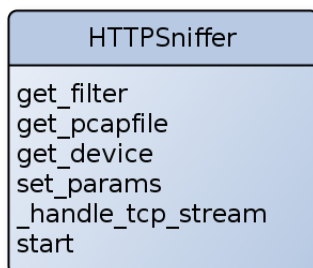 HTTPSniffer
get_filter
get_pcapfile
get_device
set_params
_handle_tcp_stream
start